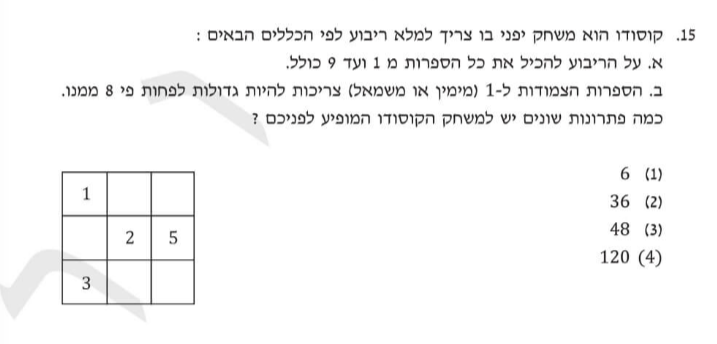 15. קוסודו הוא משחק יפני בו צריך למלא ריבוע לפי הכללים הבאים :
א. על הריבוע להכיל את כל הספרות מ 1 ועד 9 כולל.
ב. הספרות הצמודות ל-1 (מימין או משמאל) צריכות להיות גדולות לפחות פי 8 ממנו.
כמה פתרונות שונים יש למשחק הקוסודו המופיע לפניכם ?
(1) 6
(2) 36
(3) 48
(4) 120
1
2 5
3